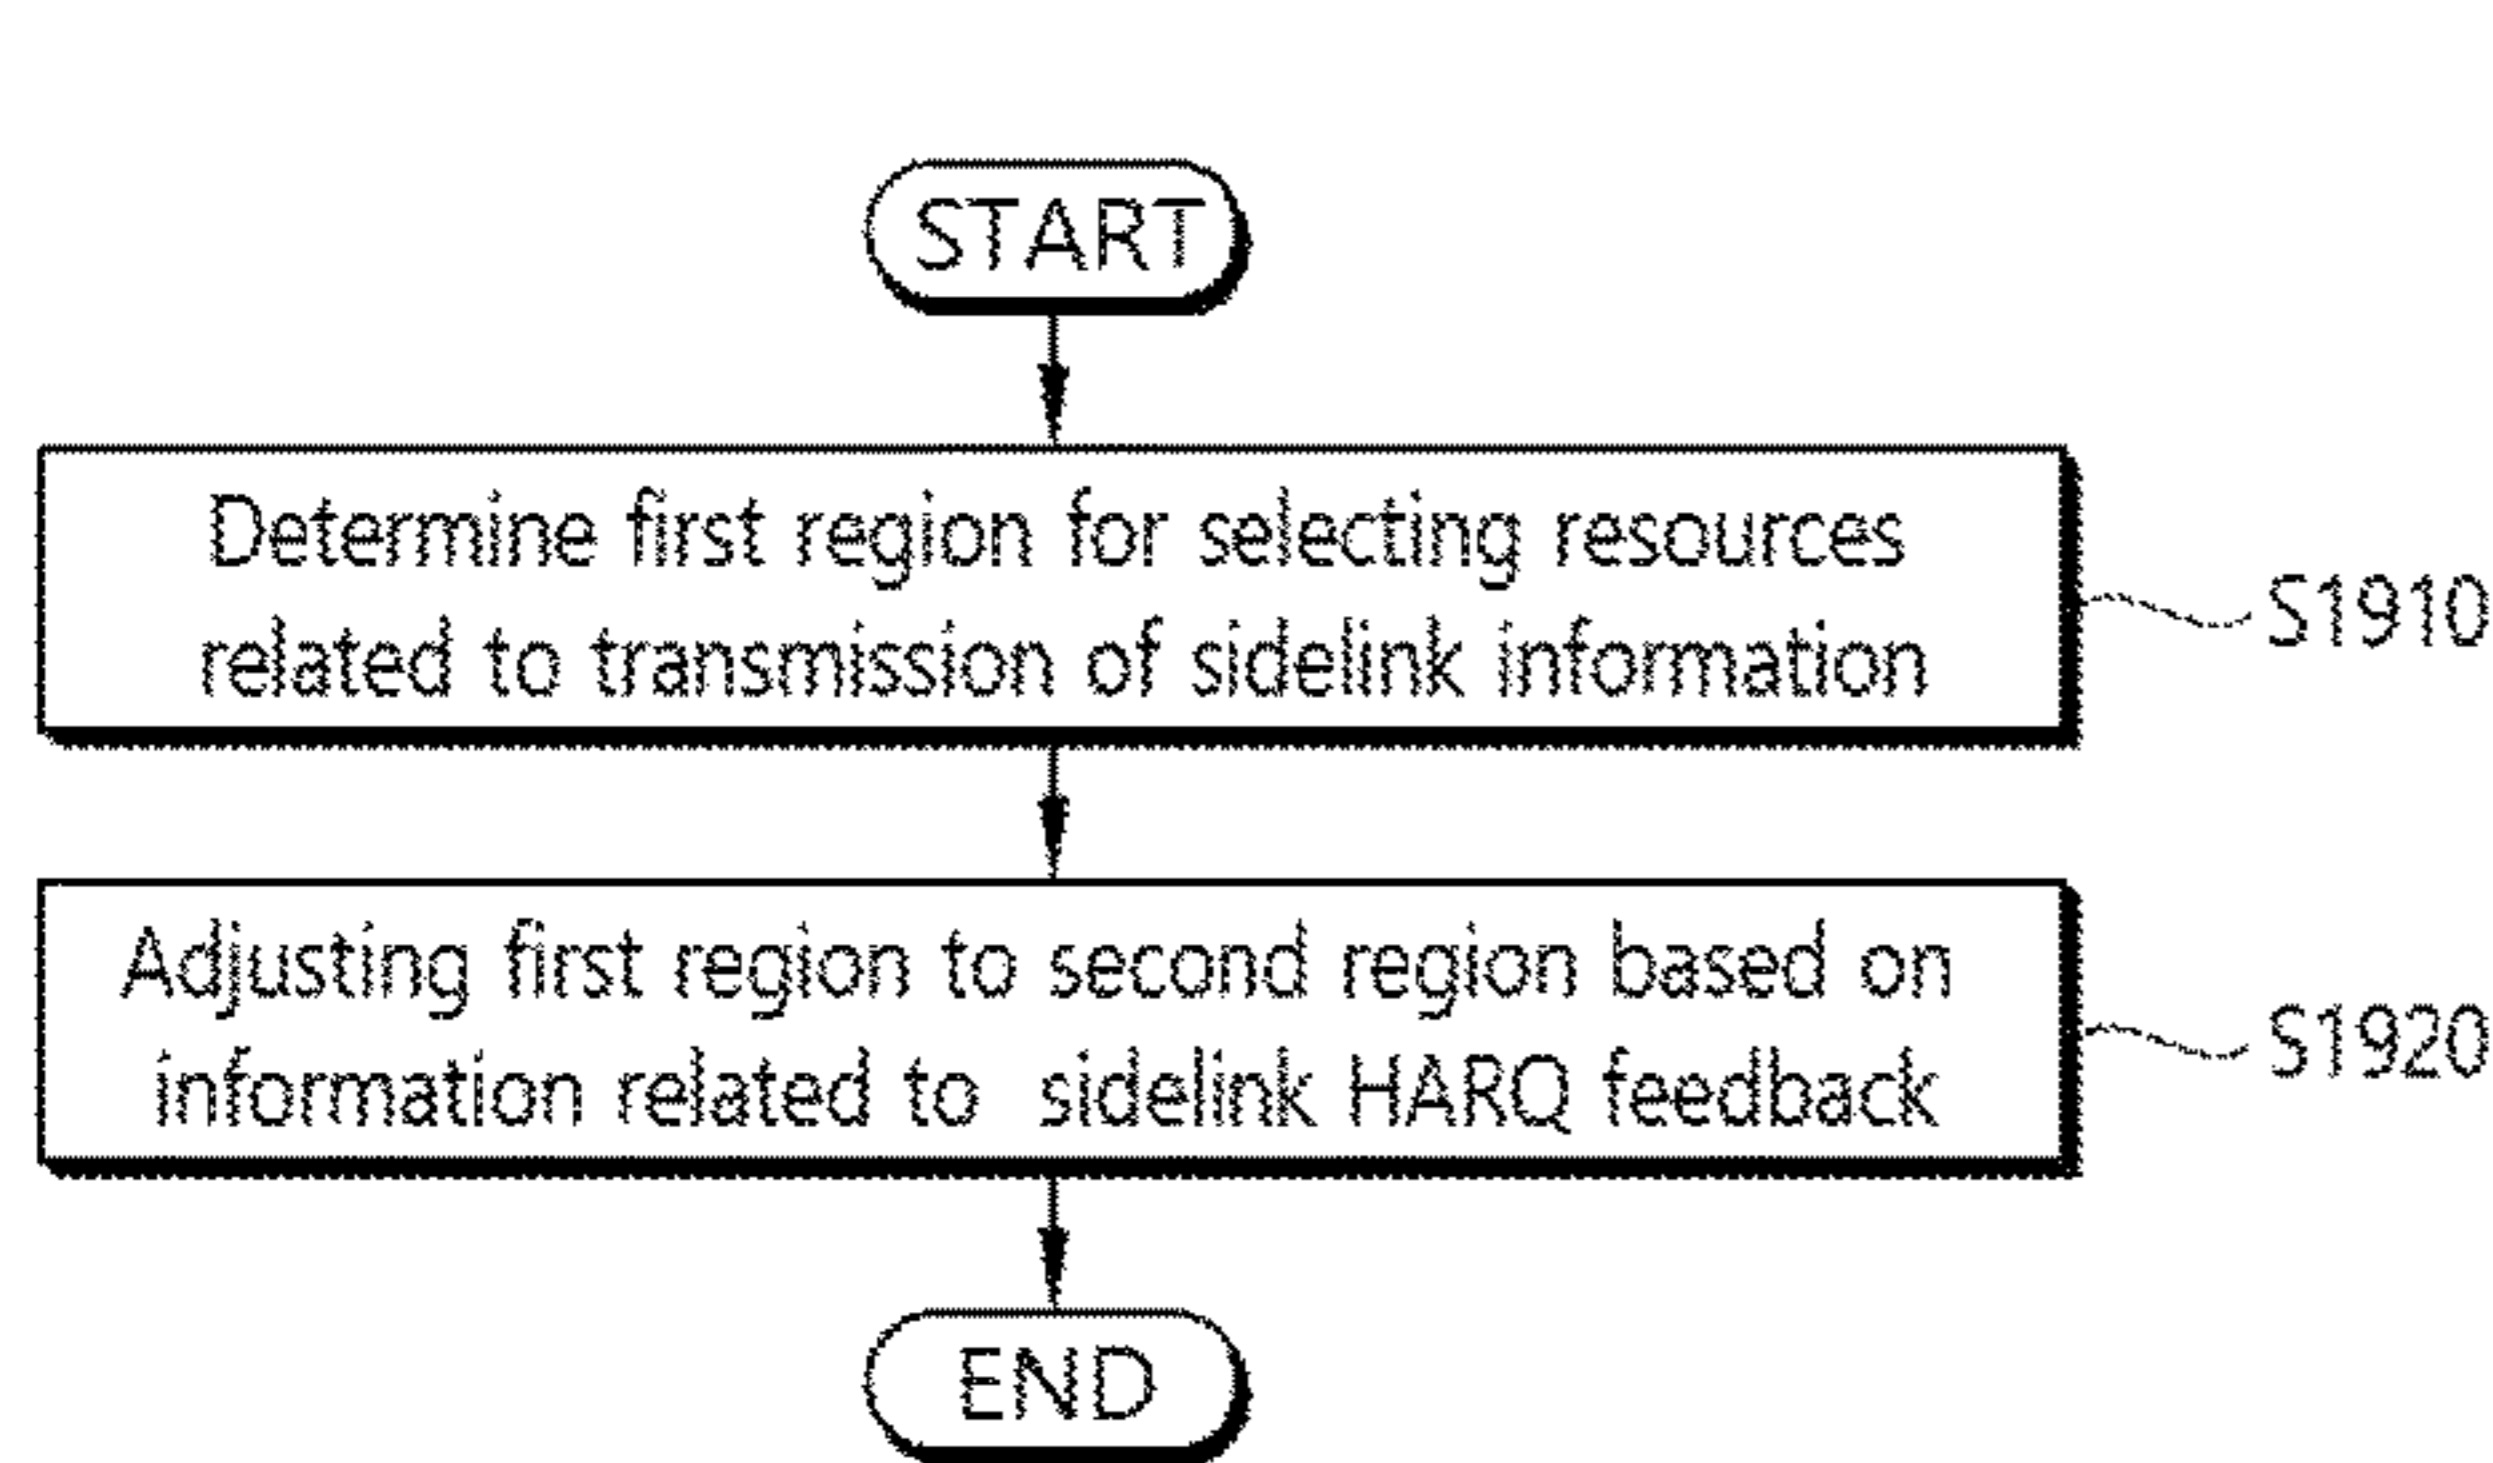 START
Determine first region for selecting resources
related to transmission of sidelink information
S1910
Adjusting first region to second region based on
information related to sidelink HARQ feedback
S1920
END